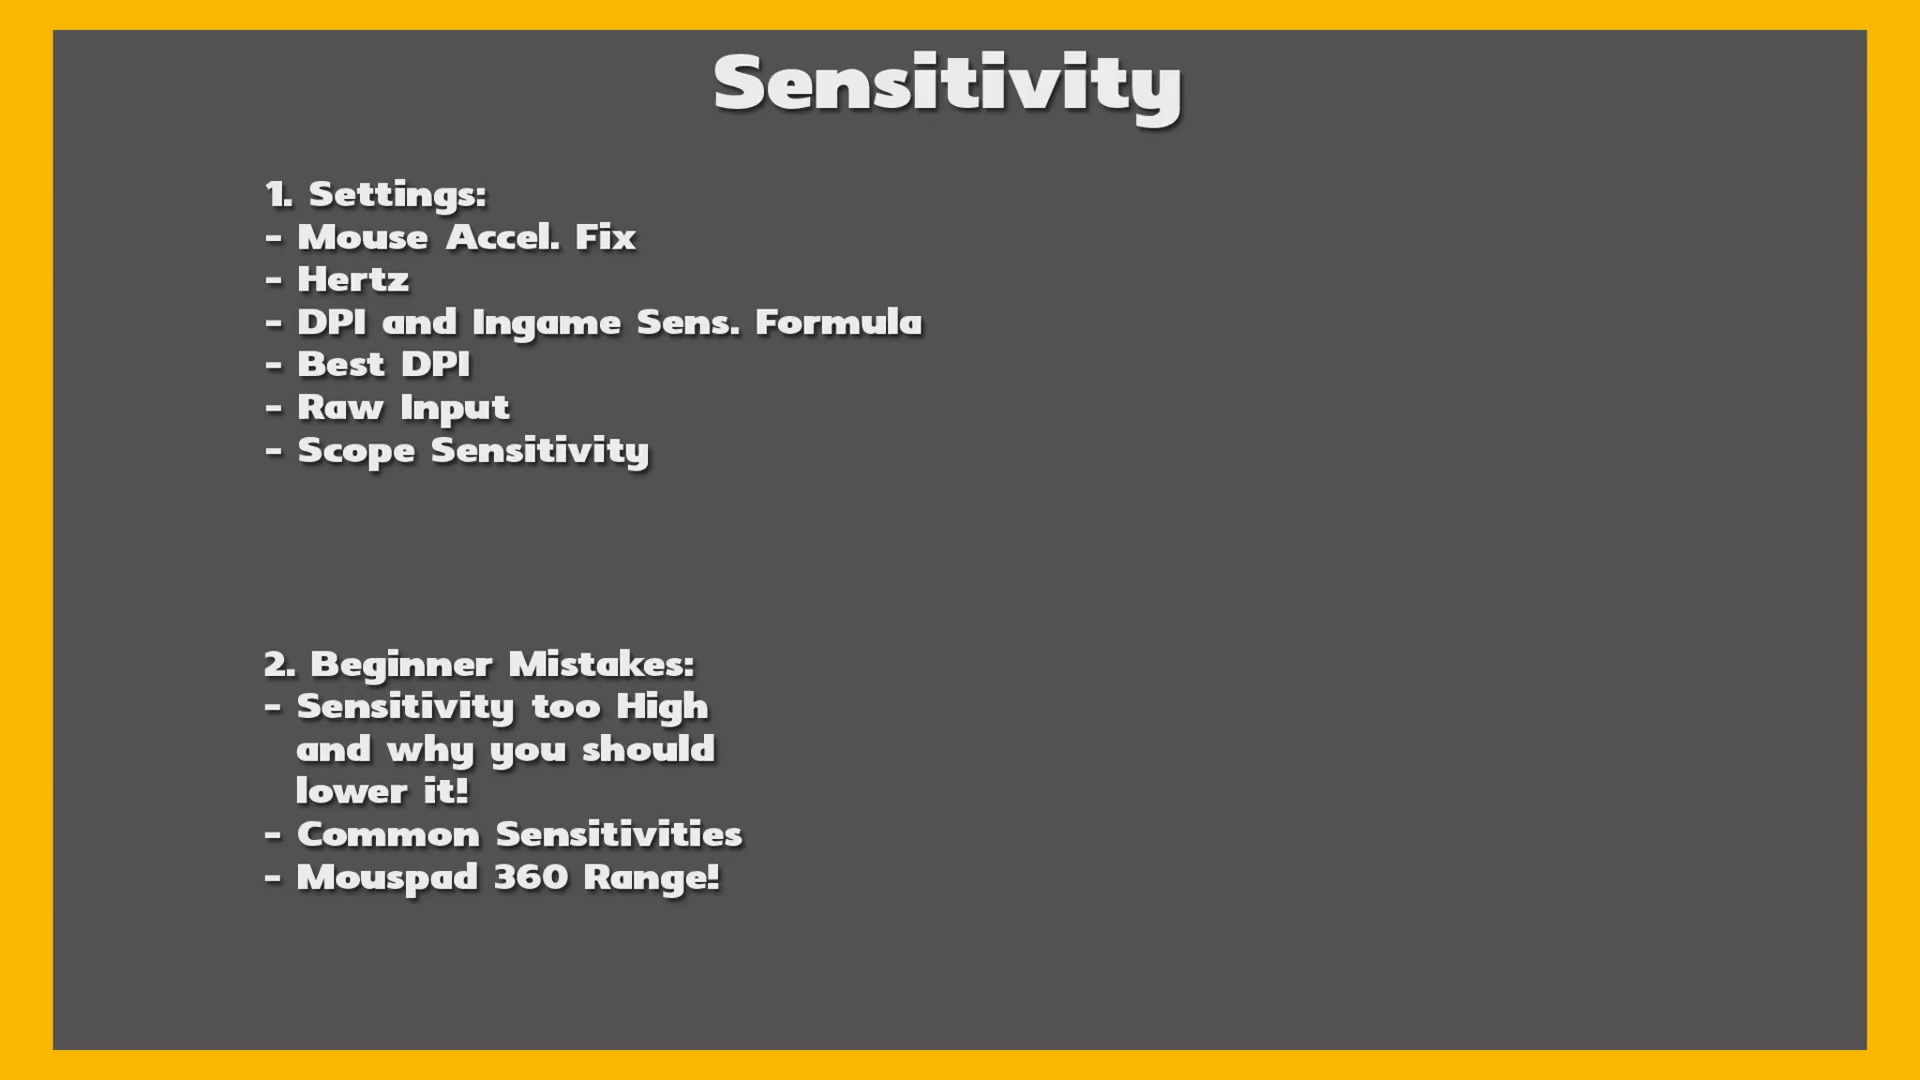 Sensitivity
1. Settings:
- Mouse Accel. Fix
- Hertz
- DPI and Ingame Sens. Formula
- Best DPI
- Raw Input
- Scope Sensitivity
2. Beginner Mistakes:
- Sensitivity too High
and why you should
lower it!
- Common Sensitivities
- Mouspad 360 Range!